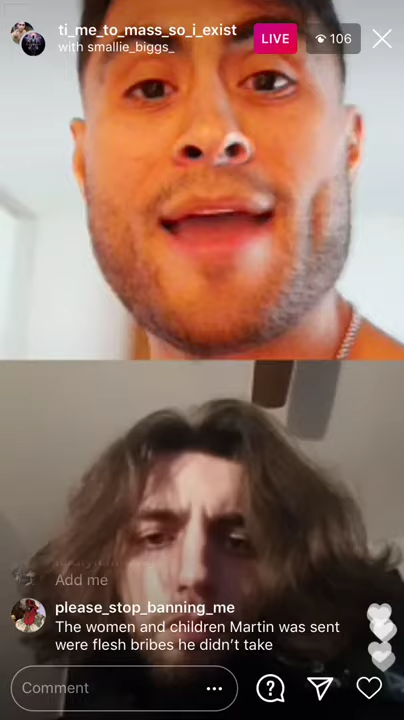 ti_me_to_mass_so_i_exist
with smallie_biggs_
LIVE
106
Add me
please_stop_banning_me
The women and children Martin was sent
were flesh bribes he didn't take
Comment